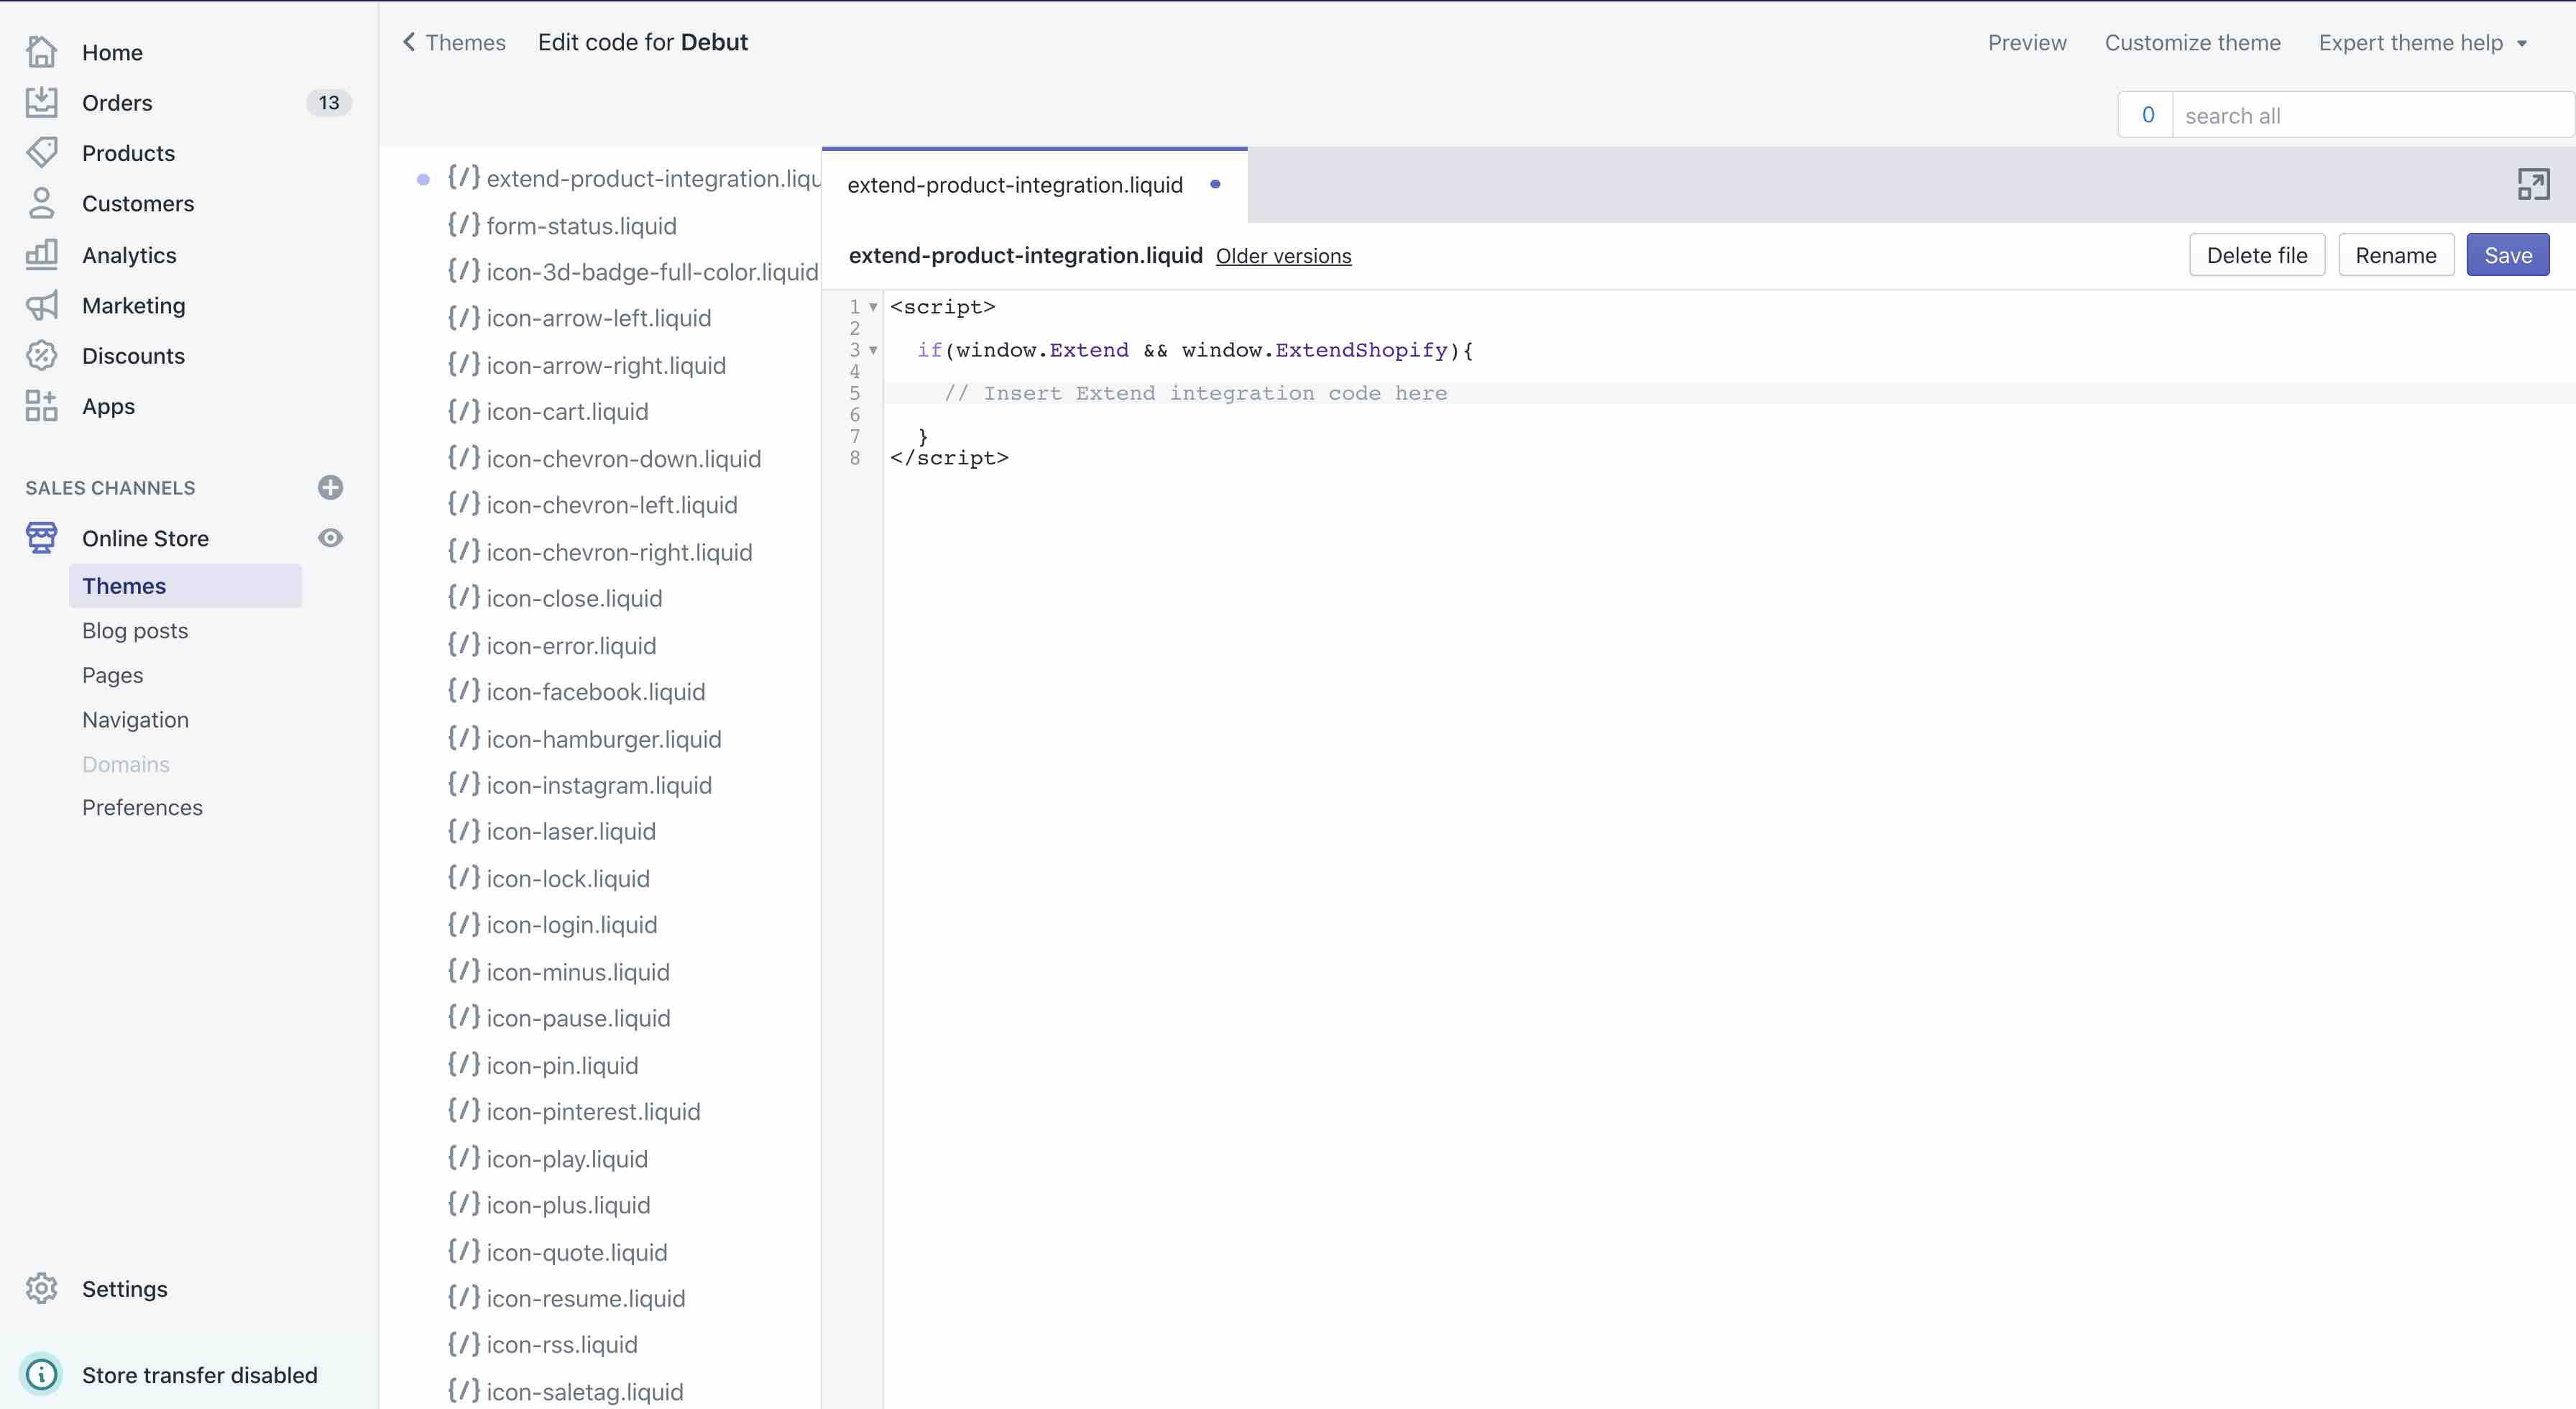 Home
Orders 13
Products
Customers
Analytics
Marketing
Discounts
Apps
SALES CHANNELS
Online Store
Themes
Blog posts
Pages
Navigation
Domains
Preferences
Settings
Store transfer disabled
Themes Edit code for Debut
Preview Customize theme Expert theme help
0 search all
{/} extend-product-integration.liqu
{/} form-status.liquid
{/} icon-3d-badge-full-color.liquid
{/} icon-arrow-left.liquid
{/} icon-arrow-right.liquid
{/} icon-cart.liquid
{/} icon-chevron-down.liquid
{/} icon-chevron-left.liquid
{/} icon-chevron-right.liquid
{/} icon-close.liquid
{/} icon-error.liquid
{/} icon-facebook.liquid
{/} icon-hamburger.liquid
{/} icon-instagram.liquid
{/} icon-laser.liquid
{/} icon-lock.liquid
{/} icon-login.liquid
{/} icon-minus.liquid
{/} icon-pause.liquid
{/} icon-pin.liquid
{/} icon-pinterest.liquid
{/} icon-play.liquid
{/} icon-plus.liquid
{/} icon-quote.liquid
{/} icon-resume.liquid
{/} icon-rss.liquid
{/} icon-saletag.liquid
extend-product-integration.liquid
extend-product-integration.liquid Older versions Delete file Rename Save
1 <script>
2
3 if(window.Extend && window.ExtendShopify){
4
5 // Insert Extend integration code here
6
7 }
8 </script>